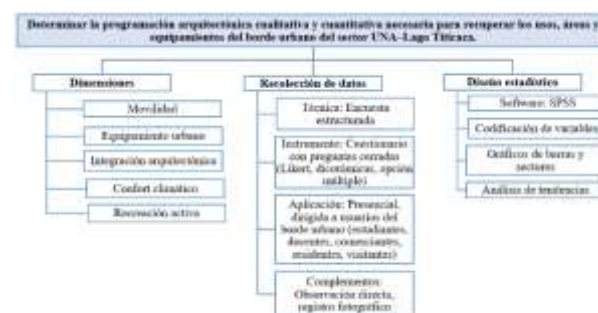 Determinar la programación arquitectónica cualitativa y cuantitativa necesaria para recuperar los usos, áreas y
equipamientos del borde urbano del sector UNA–Lago Titicaca.
Dimensiones
Movilidad
Equipamiento urbano
Integración arquitectónica
Confort climático
Recreación activa
Recolección de datos
Técnica: Encuesta
estructurada
Instrumento: Cuestionario
con preguntas cerradas
(Likert, dicotómicas, opción
múltiple)
Aplicación: Presencial,
dirigida a usuarios del
borde urbano (estudiantes,
docentes, comerciantes,
residentes, visitantes)
Complementos:
Observación directa,
registro fotográfico
Diseño estadístico
Software: SPSS
Codificación de variables
Gráficos de barras y
sectores
Análisis de tendencias